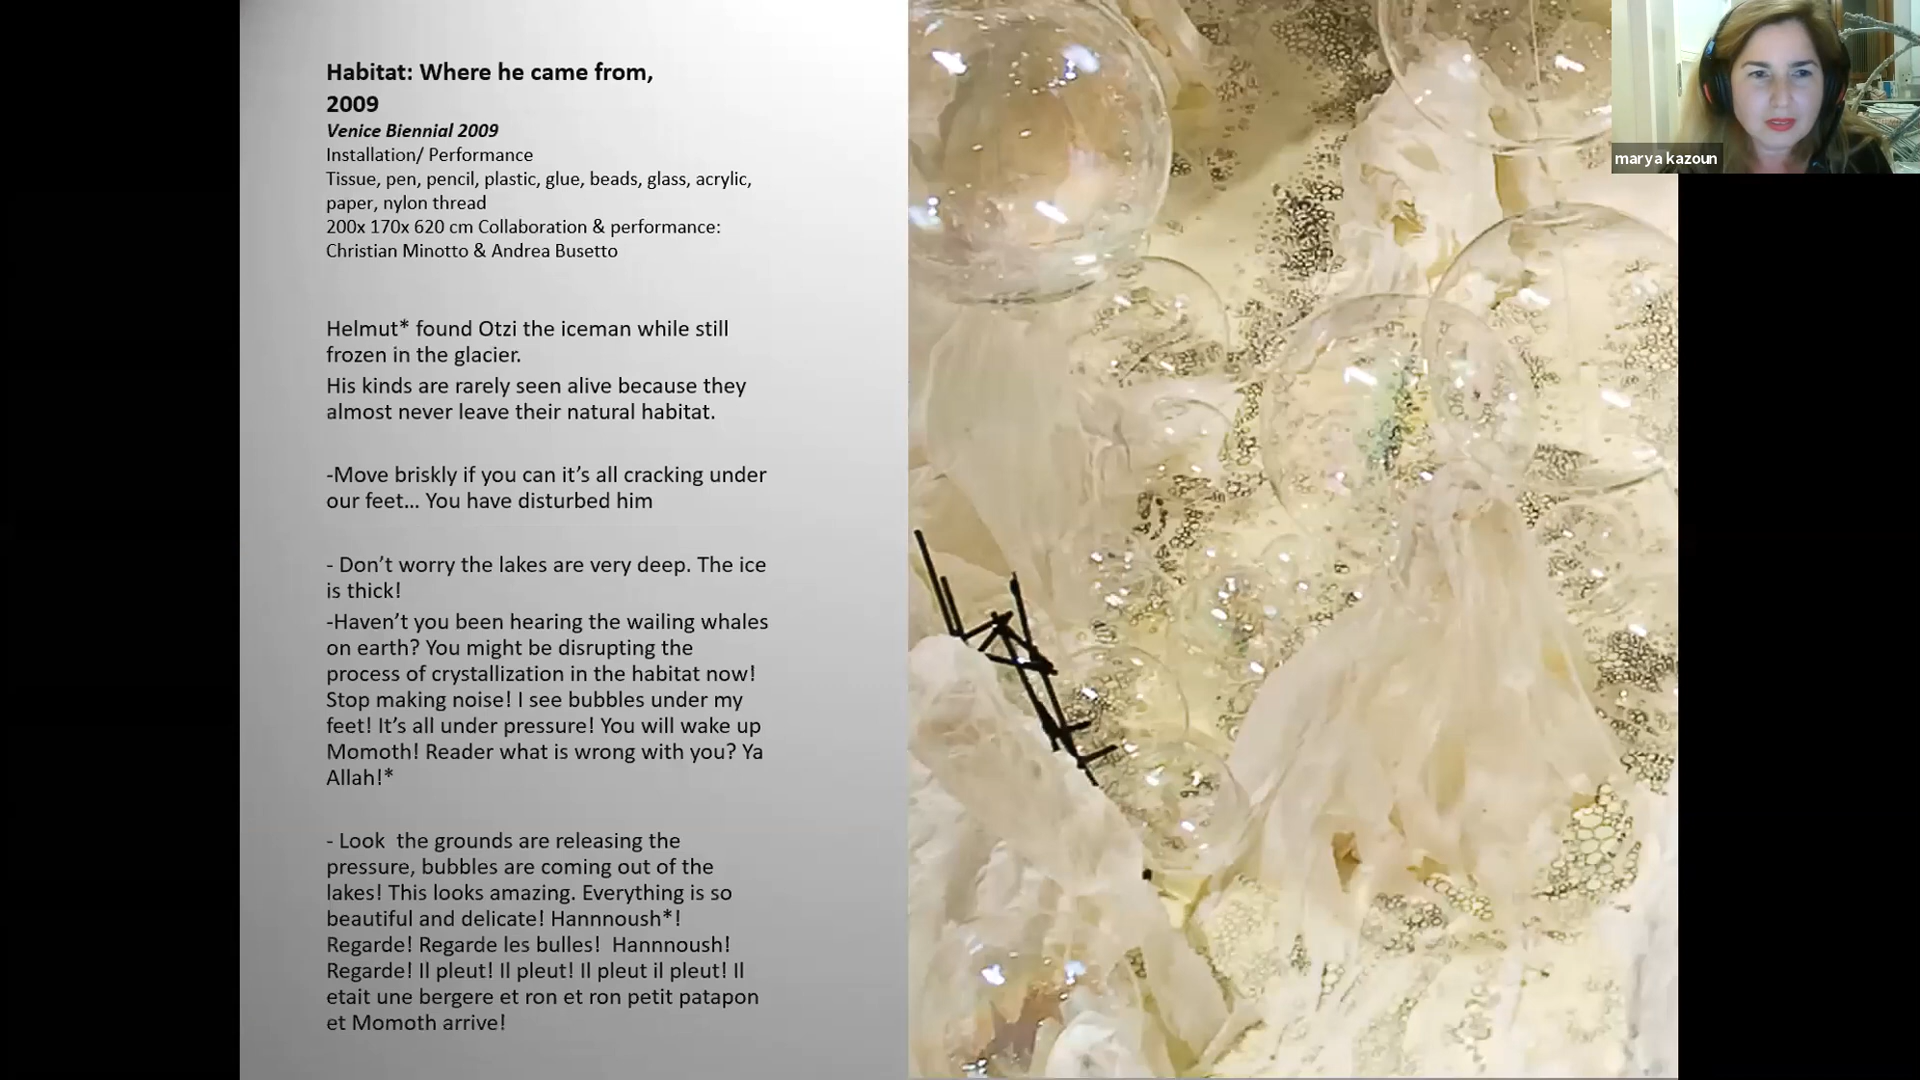 Habitat: Where he came from,
2009
Venice Biennial 2009
Installation/ Performance
Tissue, pen, pencil, plastic, glue, beads, glass, acrylic,
paper, nylon thread
200x 170x 620 cm Collaboration & performance:
Christian Minotto & Andrea Busetto
Helmut* found Otzi the iceman while still
frozen in the glacier.
His kinds are rarely seen alive because they
almost never leave their natural habitat.
-Move briskly if you can it’s all cracking under
our feet… You have disturbed him
- Don’t worry the lakes are very deep. The ice
is thick!
-Haven’t you been hearing the wailing whales
on earth? You might be disrupting the
process of crystallization in the habitat now!
Stop making noise! I see bubbles under my
feet! It’s all under pressure! You will wake up
Momoth! Reader what is wrong with you? Ya
Allah!*
- Look  the grounds are releasing the
pressure, bubbles are coming out of the
lakes! This looks amazing. Everything is so
beautiful and delicate! Hannnoush*!
Regarde! Regarde les bulles!  Hannnoush!
Regarde! Il pleut! Il pleut! Il pleut il pleut! Il
etait une bergere et ron et ron petit patapon
et Momoth arrive!
marya kazoun